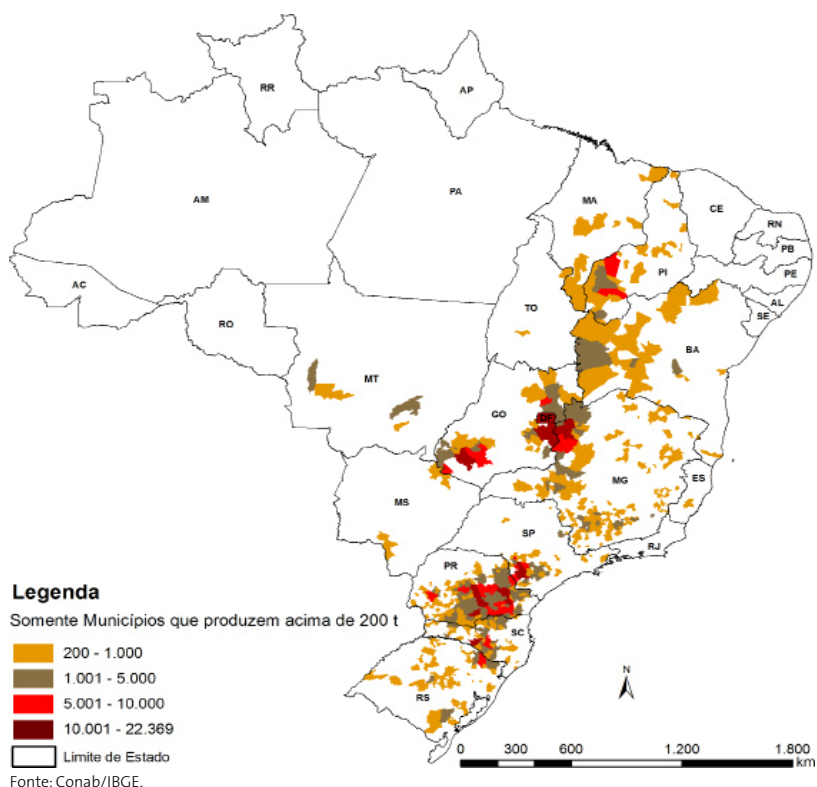 RR
AP
AM
PA
MA
CE
RN
PB
PE
AL
SE
PI
AC
RO
TO
BA
MT
GO
DF
MG
ES
MS
SP
RJ
PR
SC
RS
Legenda
Somente Municípios que produzem acima de 200 t
200 - 1.000
1.001 - 5.000
5.001 - 10.000
10.001 - 22.369
Limite de Estado
N
0 300 600 1.200 1.800
km
Fonte: Conab/IBGE.